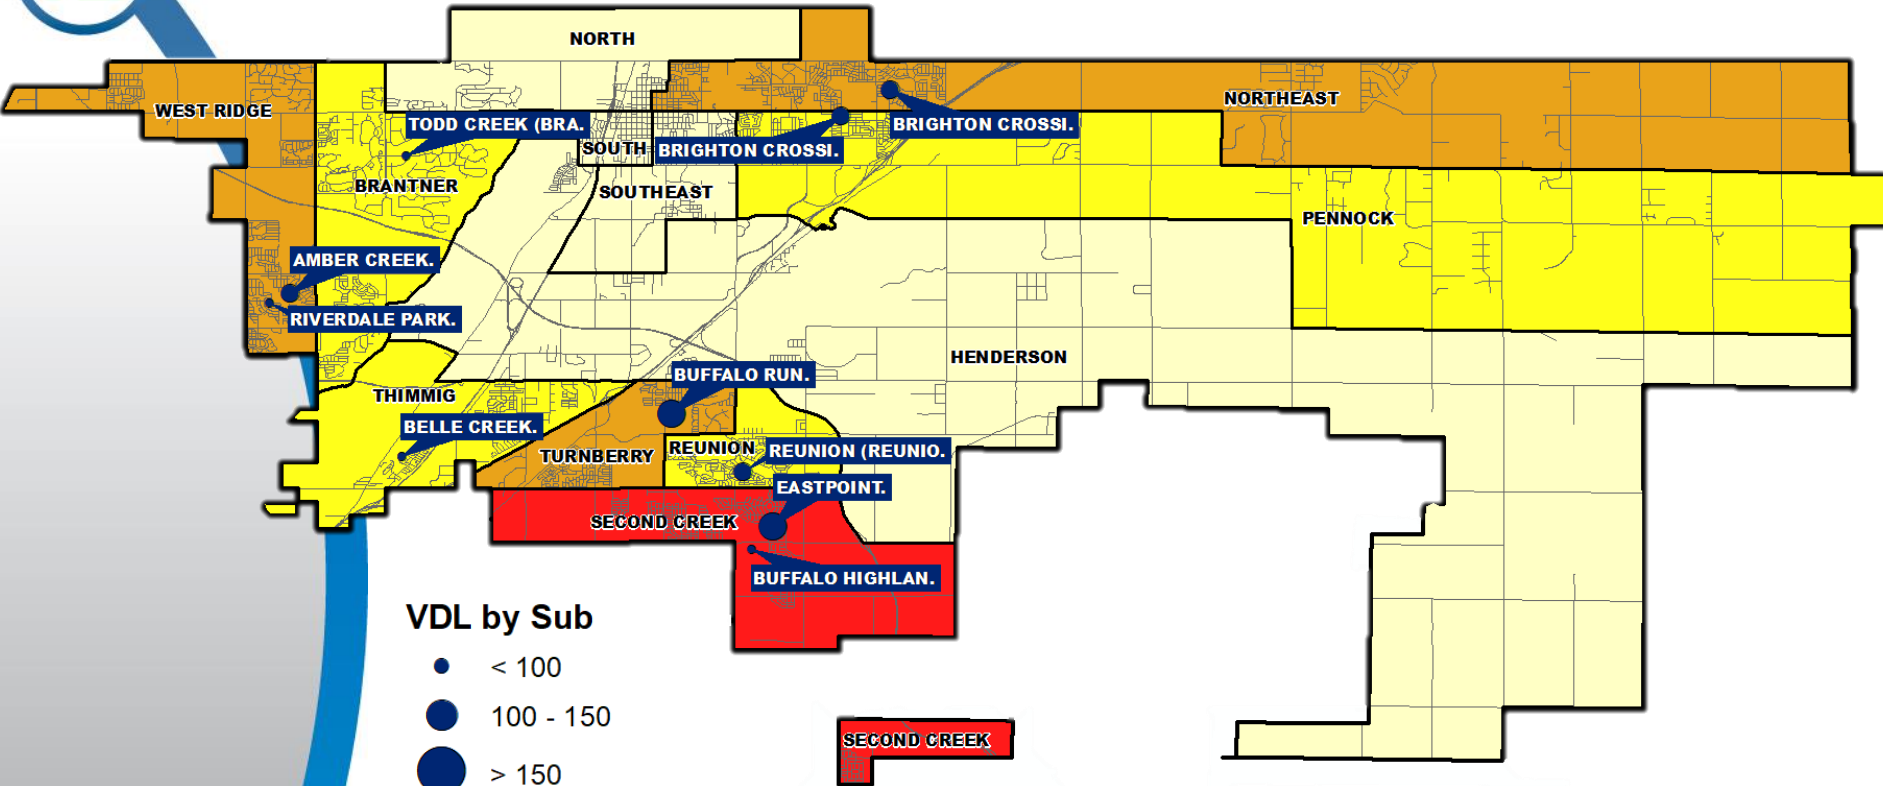 NORTH
WEST RIDGE
NORTHEAST
TODD CREEK (BRA.
BRIGHTON CROSSI.
SOUTH
BRIGHTON CROSSI.
BRANTNER
SOUTHEAST
PENNOCK
AMBER CREEK.
RIVERDALE PARK.
HENDERSON
BUFFALO RUN.
THIMMIG
BELLE CREEK.
REUNION
REUNION (REUNIO.
TURNBERRY
EASTPOINT.
SECOND CREEK
BUFFALO HIGHLAN.
VDL by Sub
< 100
100 - 150
> 150
SECOND CREEK